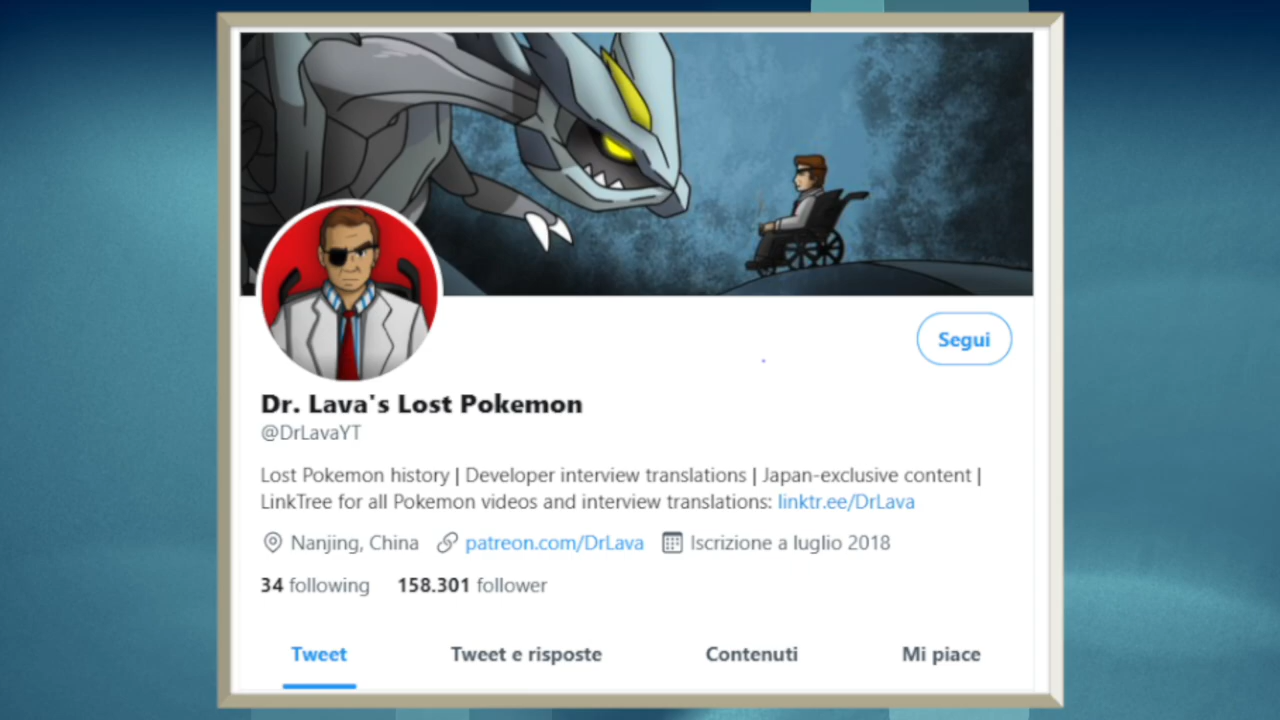 Segui
Dr. Lava's Lost Pokemon
@DrLavaYT
Lost Pokemon history | Developer interview translations | Japan-exclusive content |
LinkTree for all Pokemon videos and interview translations: linktr.ee/DrLava
Nanjing, China patreon.com/DrLava Iscrizione a luglio 2018
34 following 158.301 follower
Tweet Tweet e risposte Contenuti Mi piace